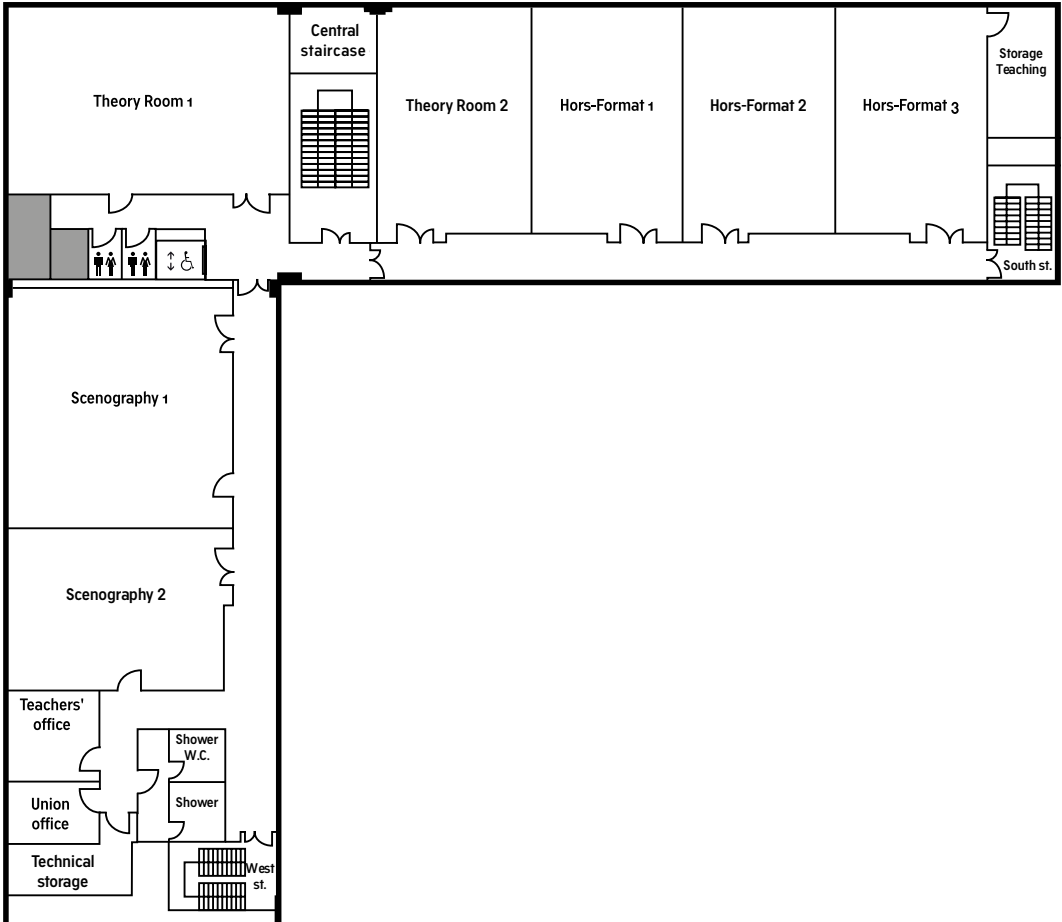 Central
staircase
Theory Room 1
Theory Room 2
Hors-Format 1
Hors-Format 2
Hors-Format 3
Storage
Teaching
South st.
Scenography 1
Scenography 2
Teachers'
office
Shower
W.C.
Union
office
Shower
Technical
storage
West
st.